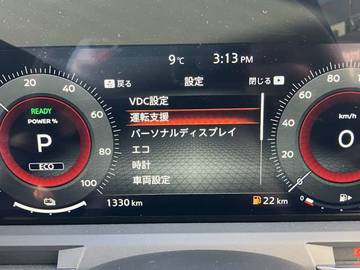 9℃ 3:13 PM
戻る 設定 閉じる
VDC設定
運転支援
パーソナルディスプレイ
エコ
時計
車両設定
READY
POWER %
P
ECO
20
40
60
80
100
km/h
0
0
1330 km
22 km